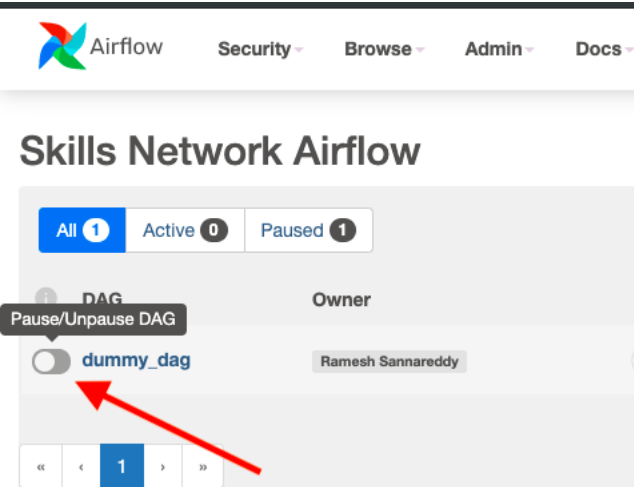 Airflow Security Browse Admin Docs
Skills Network Airflow
All 1 Active 0 Paused 1
i DAG Owner
Pause/Unpause DAG
dummy_dag Ramesh Sannareddy
« ‹ 1 › »